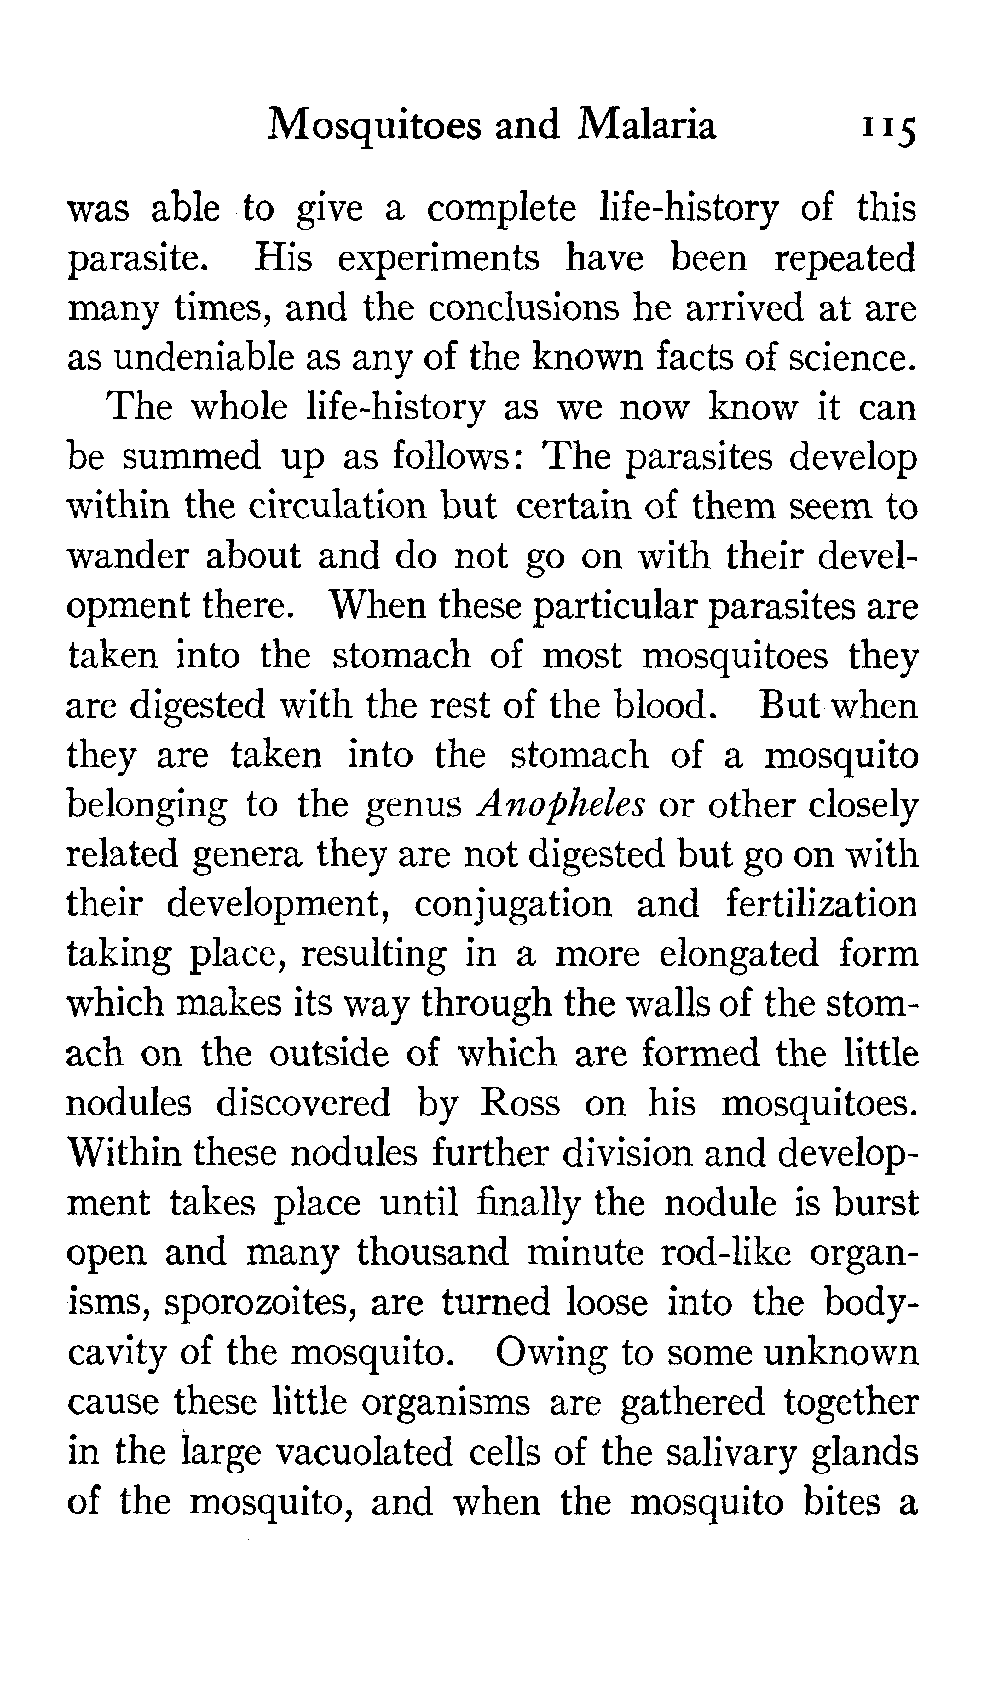 Mosquitoes and Malaria 115
was able to give a complete life-history of this
parasite. His experiments have been repeated
many times, and the conclusions he arrived at are
as undeniable as any of the known facts of science.
The whole life-history as we now know it can
be summed up as follows: The parasites develop
within the circulation but certain of them seem to
wander about and do not go on with their devel-
opment there. When these particular parasites are
taken into the stomach of most mosquitoes they
are digested with the rest of the blood. But when
they are taken into the stomach of a mosquito
belonging to the genus Anopheles or other closely
related genera they are not digested but go on with
their development, conjugation and fertilization
taking place, resulting in a more elongated form
which makes its way through the walls of the stom-
ach on the outside of which are formed the little
nodules discovered by Ross on his mosquitoes.
Within these nodules further division and develop-
ment takes place until finally the nodule is burst
open and many thousand minute rod-like organ-
isms, sporozoites, are turned loose into the body-
cavity of the mosquito. Owing to some unknown
cause these little organisms are gathered together
in the large vacuolated cells of the salivary glands
of the mosquito, and when the mosquito bites a